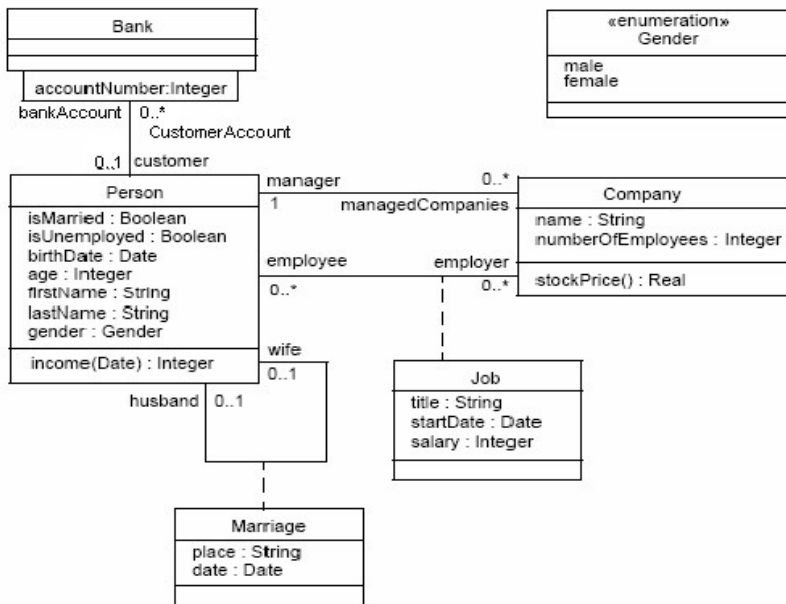 Bank
«enumeration»
Gender
male
female
accountNumber:Integer
bankAccount 0..*
CustomerAccount
0..1 customer
Person
isMarried : Boolean
isUnemployed : Boolean
birthDate : Date
age : Integer
firstName : String
lastName : String
gender : Gender
income(Date) : Integer
manager 0..*
1 managedCompanies
Company
name : String
numberOfEmployees : Integer
stockPrice() : Real
employee employer
0..* 0..*
wife
0..1
husband 0..1
Job
title : String
startDate : Date
salary : Integer
Marriage
place : String
date : Date